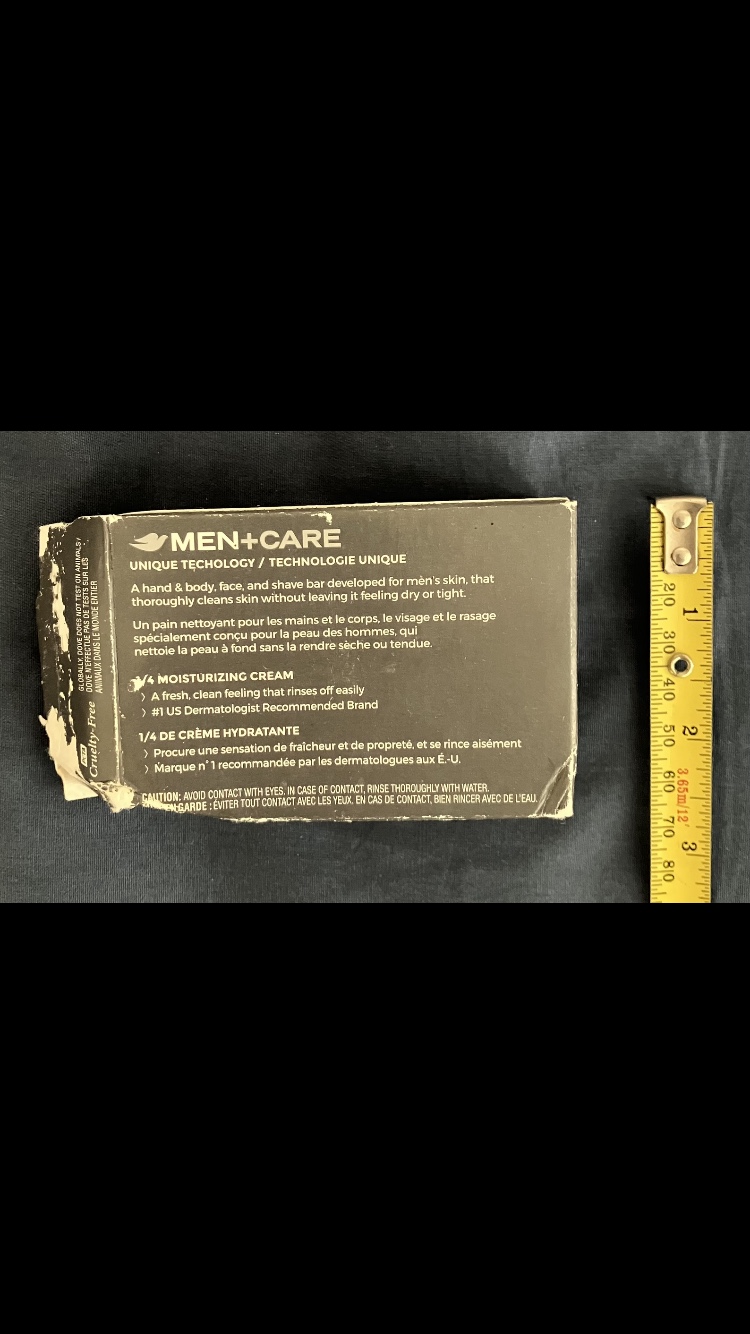 MEN+CARE
UNIQUE TECHOLOGY / TECHNOLOGIE UNIQUE
A hand & body, face, and shave bar developed for men's skin, that
thoroughly cleans skin without leaving it feeling dry or tight.
Un pain nettoyant pour les mains et le corps, le visage et le rasage
spécialement conçu pour la peau des hommes, qui
nettoie la peau à fond sans la rendre sèche ou tendue.
/4 MOISTURIZING CREAM
› A fresh, clean feeling that rinses off easily
› #1 US Dermatologist Recommended Brand
1/4 DE CRÈME HYDRATANTE
› Procure une sensation de fraîcheur et de propreté, et se rince aisément
› Marque n° 1 recommandée par les dermatologues aux É.-U.
CAUTION: AVOID CONTACT WITH EYES. IN CASE OF CONTACT, RINSE THOROUGHLY WITH WATER.
EN GARDE : ÉVITER TOUT CONTACT AVEC LES YEUX. EN CAS DE CONTACT, BIEN RINCER AVEC DE L'EAU.
GLOBALLY, DOVE DOES NOT TEST ON ANIMALS /
DOVE N'EFFECTUE PAS DE TESTS SUR LES
ANIMAUX DANS LE MONDE ENTIER
Cruelty-Free
20
1
30
40
50
2
60
3.65m/12'
70
3
80